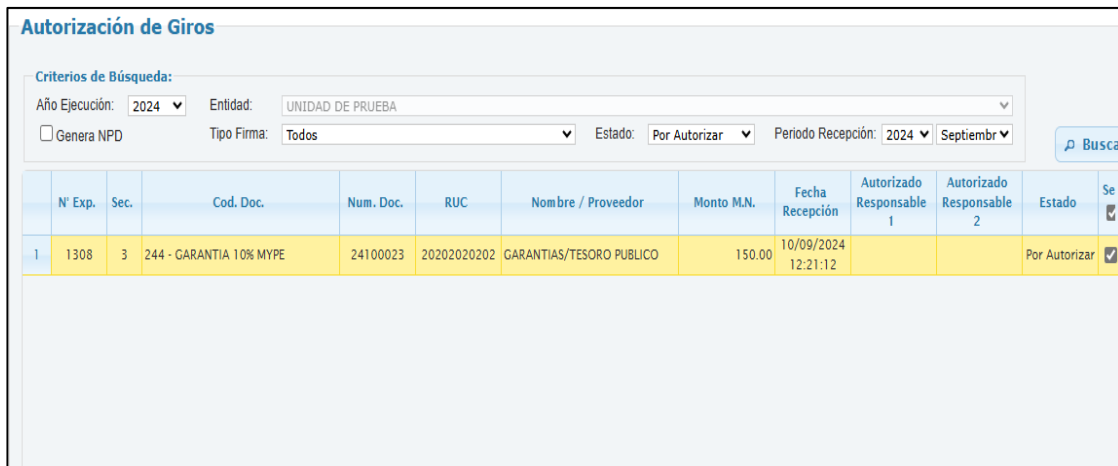 Autorización de Giros
Criterios de Búsqueda:
Año Ejecución: 2024 Entidad: UNIDAD DE PRUEBA
Genera NPD Tipo Firma: Todos Estado: Por Autorizar Periodo Recepción: 2024 Septiembr
Busca
N° Exp. Sec. Cod. Doc. Num. Doc. RUC Nombre / Proveedor Monto M.N. Fecha Recepción Autorizado Responsable 1 Autorizado Responsable 2 Estado Se
1 1308 3 244 - GARANTIA 10% MYPE 24100023 20202020202 GARANTIAS/TESORO PUBLICO 150.00 10/09/2024 12:21:12 Por Autorizar